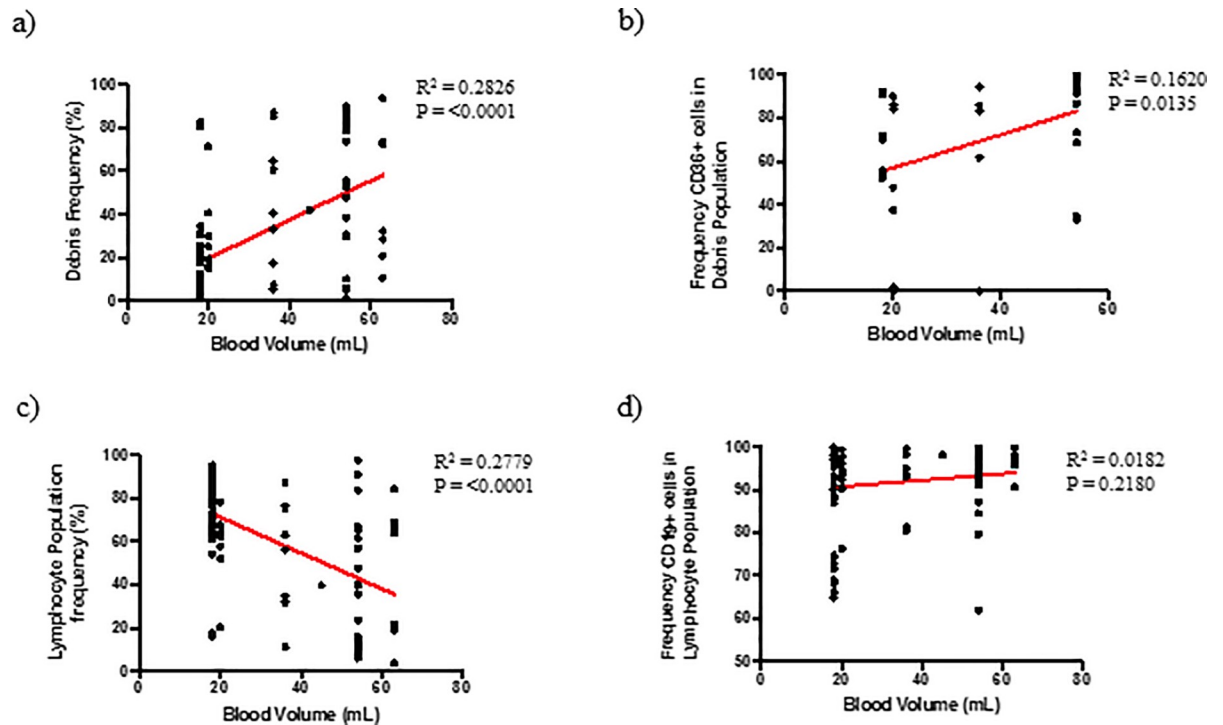 a)
R² = 0.2826
P = <0.0001
100
80
60
40
20
0
Debris Frequency (%)
0 20 40 60 80
Blood Volume (mL)
b)
R² = 0.1620
P = 0.0135
100
80
60
40
20
0
Frequency CD36+ cells in
Debris Population
0 20 40 60
Blood Volume (mL)
c)
R² = 0.2779
P = <0.0001
100
80
60
40
20
0
Lymphocyte Population
frequency (%)
0 20 40 60 80
Blood Volume (mL)
d)
R² = 0.0182
P = 0.2180
100
90
80
70
60
50
Frequency CD19+ cells in
Lymphocyte Population
0 20 40 60 80
Blood Volume (mL)